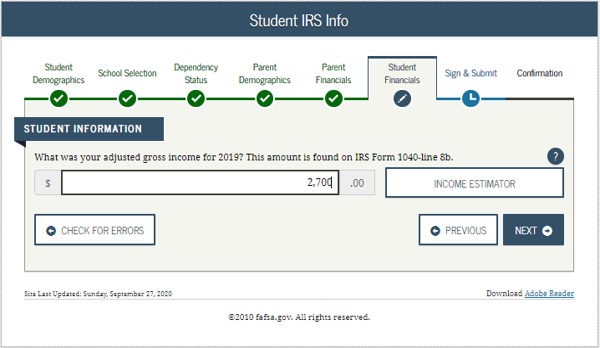 Student IRS Info
Student Demographics
School Selection
Dependency Status
Parent Demographics
Parent Financials
Student Financials
Sign & Submit
Confirmation
STUDENT INFORMATION
What was your adjusted gross income for 2019? This amount is found on IRS Form 1040-line 8b.
?
$ 2,700 .00
INCOME ESTIMATOR
CHECK FOR ERRORS
PREVIOUS
NEXT
Site Last Updated: Sunday, September 27, 2020
Download Adobe Reader
©2010 fafsa.gov. All rights reserved.